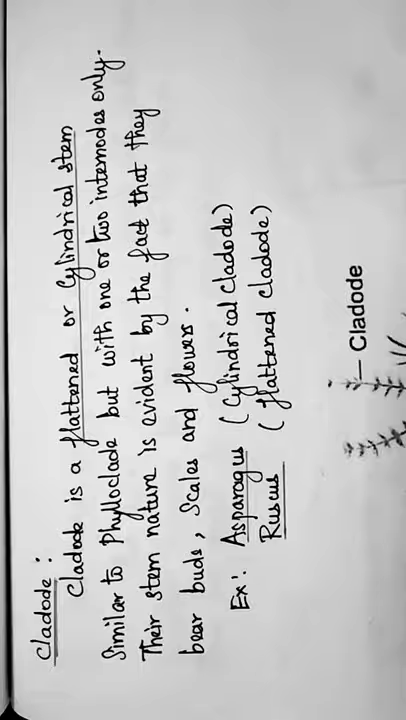 Cladode :
Cladode is a flattened or Cylindrical stem
Similar to Phylloclade but with one or two internodes only.
Their stem nature is evident by the fact that they
bear buds, Scales and flowers.
Ex: Asparagus (Cylindrical Cladode)
Ruscus (flattened cladode)
Cladode